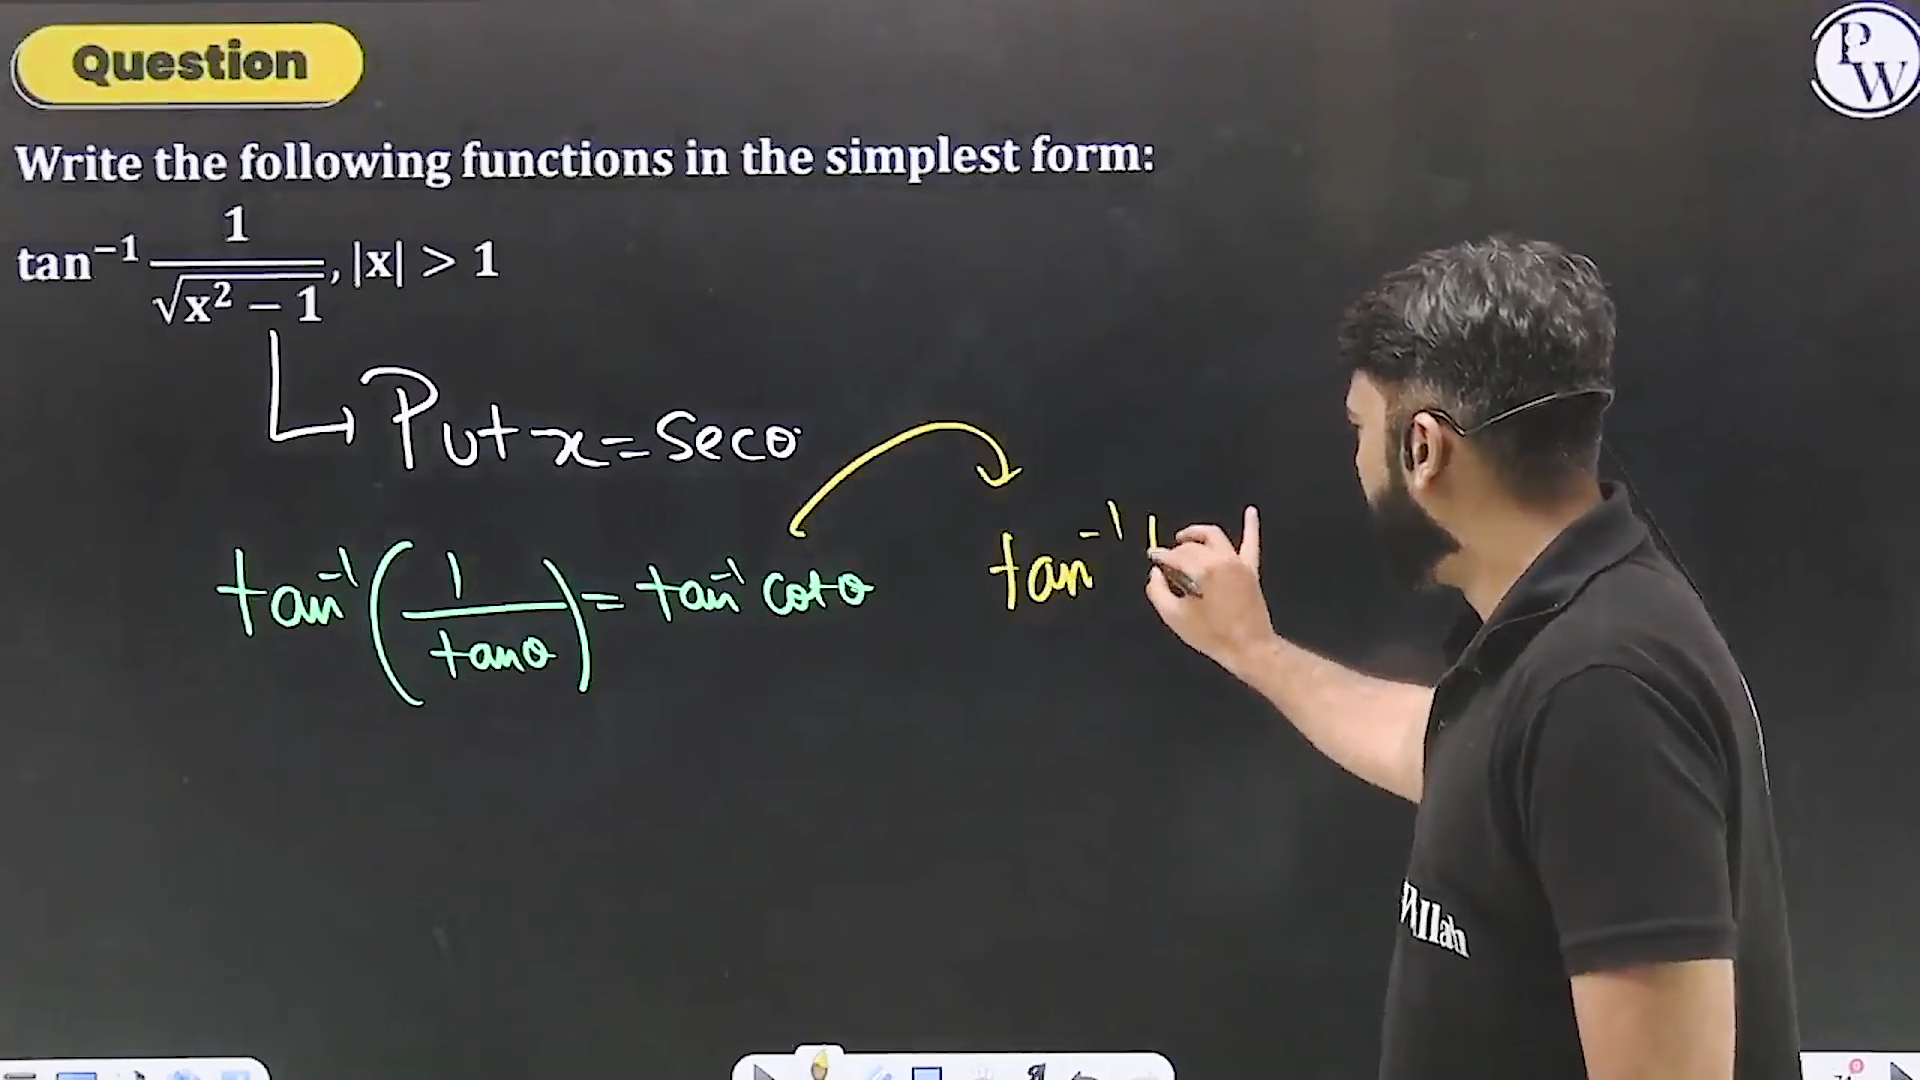 Question
PW
Write the following functions in the simplest form:
tan⁻¹ 1/√(x² − 1), |x| > 1
Put x = secθ
tan⁻¹(1/tanθ) = tan⁻¹ cotθ
tan⁻¹